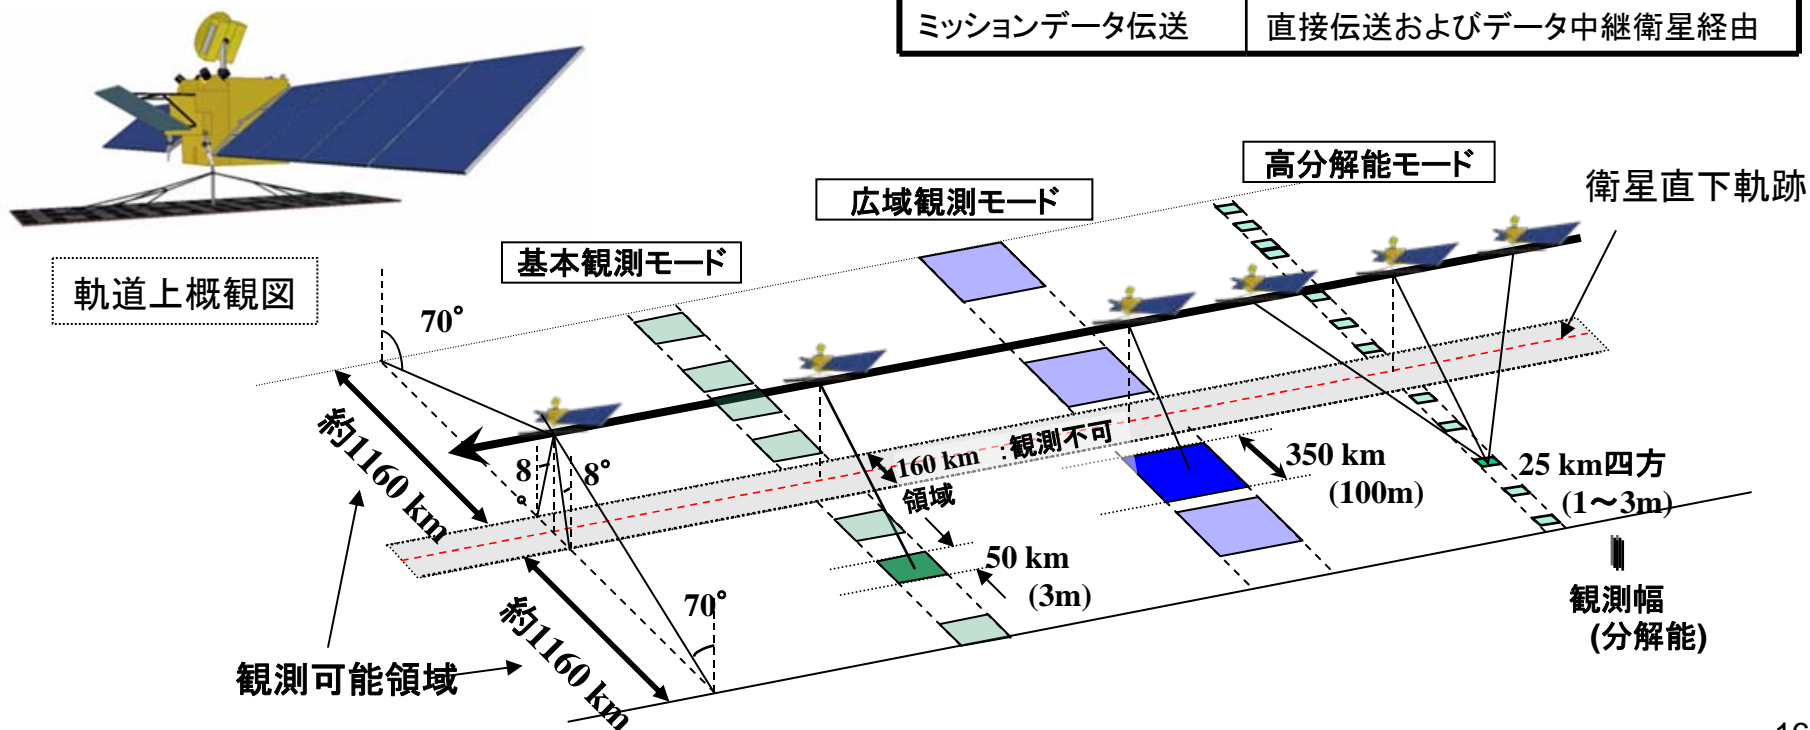 ミッションデータ伝送 直接伝送およびデータ中継衛星経由
高分解能モード
衛星直下軌跡
広域観測モード
基本観測モード
軌道上概観図
70°
約1160 km
8°
8°
160 km :観測不可
領域
350 km
(100m)
25 km四方
(1〜3m)
50 km
(3m)
70°
約1160 km
観測可能領域
観測幅
(分解能)